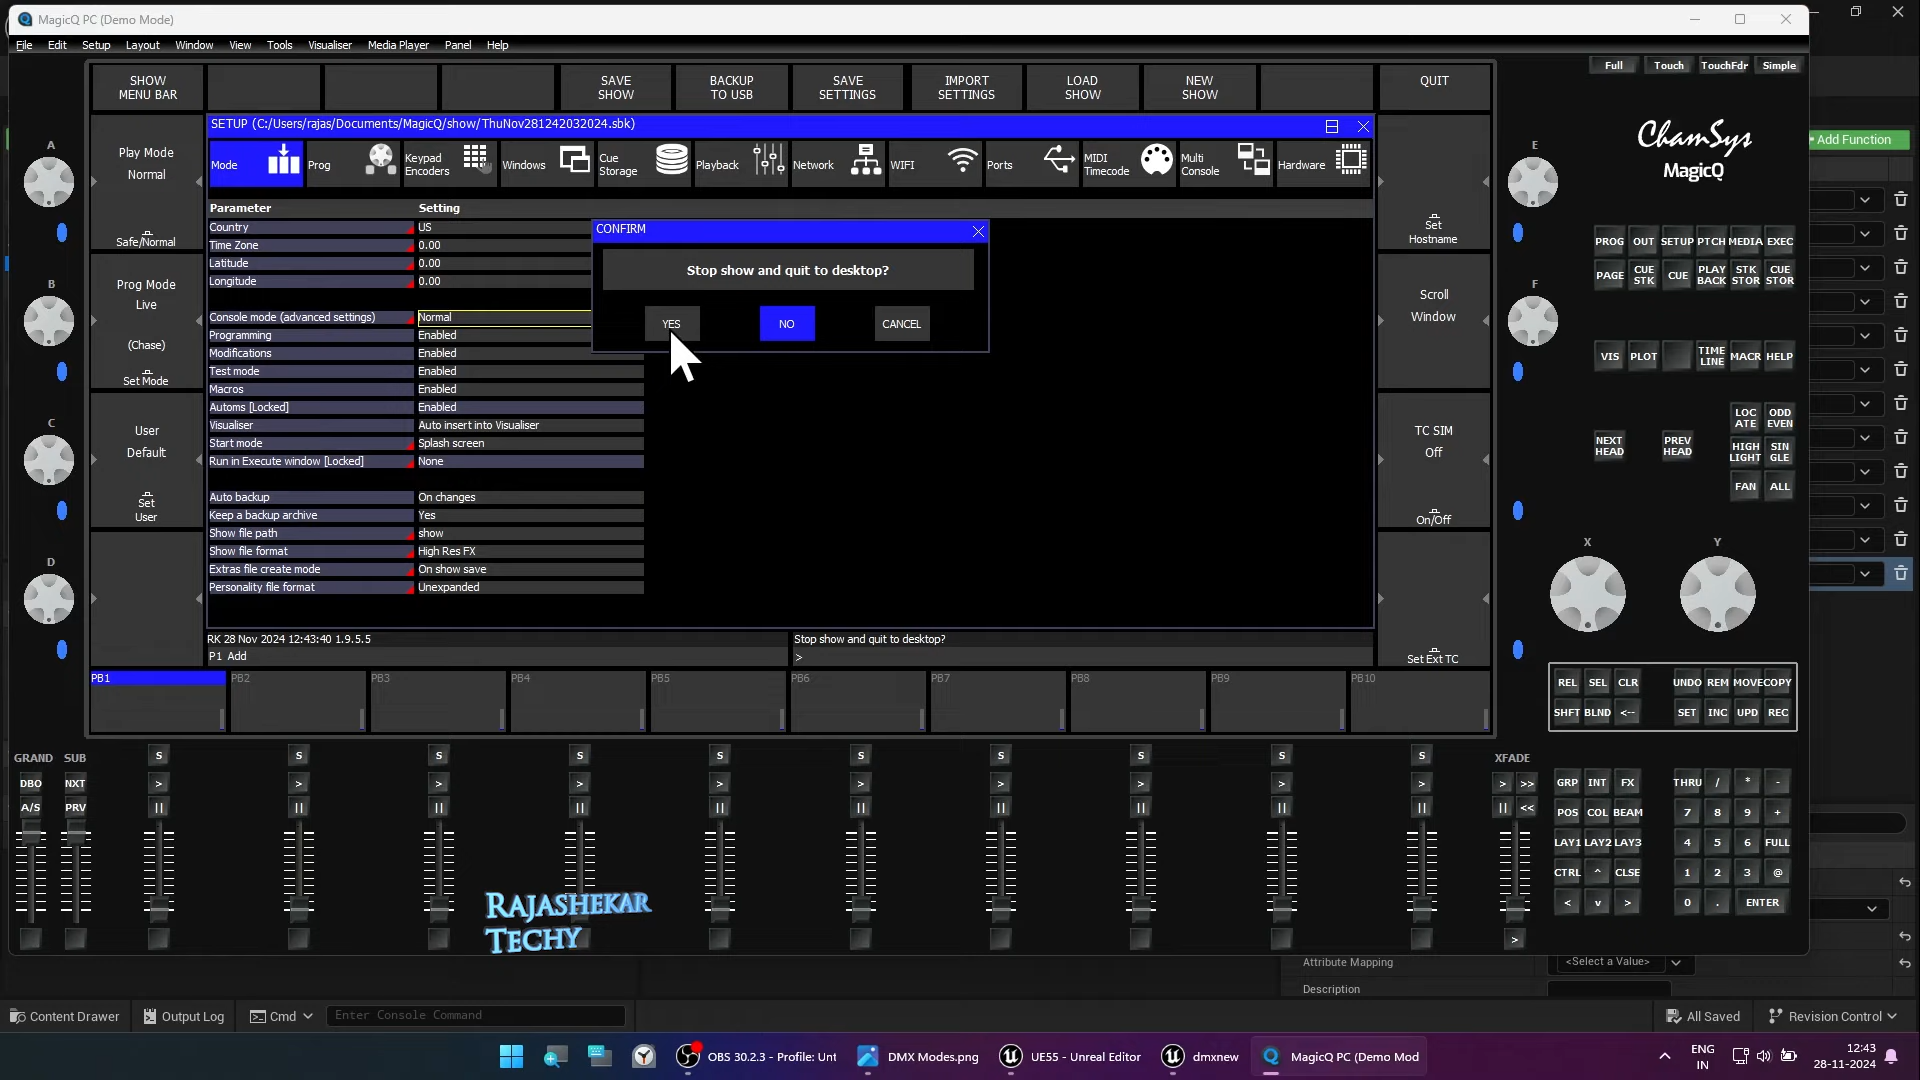 MagicQ PC (Demo Mode)
File Edit Setup Layout Window View Tools Visualiser Media Player Panel Help
Full Touch TouchFdr Simple
SHOW
MENU BAR
SAVE
SHOW
BACKUP
TO USB
SAVE
SETTINGS
IMPORT
SETTINGS
LOAD
SHOW
NEW
SHOW
QUIT
SETUP (C:/Users/rajas/Documents/MagicQ/show/ThuNov281242032024.sbk)
Mode Prog Keypad
Encoders Windows Cue
Storage Playback Network WIFI Ports MIDI
Timecode Multi
Console Hardware
Parameter Setting
Country US
Time Zone 0.00
Latitude 0.00
Longitude 0.00
Console mode (advanced settings) Normal
Programming Enabled
Modifications Enabled
Test mode Enabled
Macros Enabled
Automs [Locked] Enabled
Visualiser Auto insert into Visualiser
Start mode Splash screen
Run in Execute window [Locked] None
Auto backup On changes
Keep a backup archive Yes
Show file path show
Show file format High Res FX
Extras file create mode On show save
Personality file format Unexpanded
CONFIRM
Stop show and quit to desktop?
YES NO CANCEL
A
Play Mode
Normal
Safe/Normal
B
Prog Mode
Live
(Chase)
Set Mode
C
User
Default
Set
User
D
E
Set
Hostname
F
Scroll
Window
TC SIM
Off
On/Off
Set Ext TC
X Y
RK 28 Nov 2024 12:43:40 1.9.5.5
P1 Add
Stop show and quit to desktop?
>
PB1 PB2 PB3 PB4 PB5 PB6 PB7 PB8 PB9 PB10
ChamSys
MagicQ
Add Function
PROG OUT SETUP PTCH MEDIA EXEC
PAGE CUE
STK CUE PLAY
BACK STK
STOR CUE
STOR
VIS PLOT TIME
LINE MACR HELP
LOC
ATE ODD
EVEN
NEXT
HEAD PREV
HEAD HIGH
LIGHT SIN
GLE
FAN ALL
REL SEL CLR UNDO REM MOVE COPY
SHFT BLND <-- SET INC UPD REC
GRAND SUB S S S S S S S S S S XFADE
DBO NXT > > > > > > > > > > > >>
A/S PRV || || || || || || || || || || || <<
>
GRP INT FX THRU / * -
POS COL BEAM 7 8 9 +
LAY1 LAY2 LAY3 4 5 6 FULL
CTRL ^ CLSE 1 2 3 @
< v > 0 . ENTER
RAJASHEKAR
TECHY
Attribute Mapping <Select a Value>
Description
Content Drawer Output Log Cmd Enter Console Command All Saved Revision Control
OBS 30.2.3 - Profile: Unt DMX Modes.png UE55 - Unreal Editor dmxnew MagicQ PC (Demo Mod
ENG
IN
12:43
28-11-2024